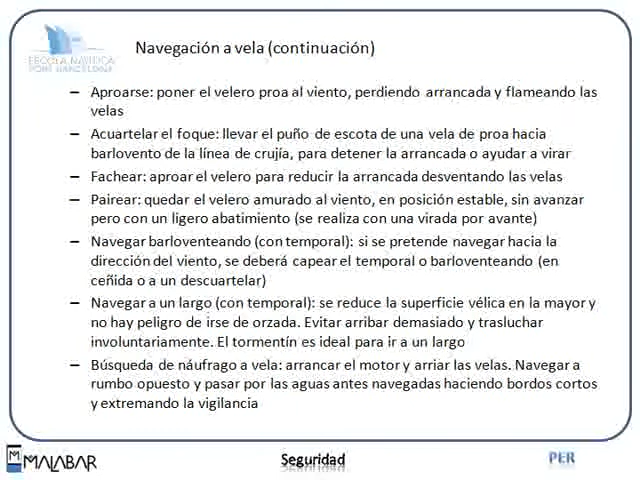 ESCOLA NÀUTICA
PORT BARCELONA
Navegación a vela (continuación)
– Aproarse: poner el velero proa al viento, perdiendo arrancada y flameando las
velas
– Acuartelar el foque: llevar el puño de escota de una vela de proa hacia
barlovento de la línea de crujía, para detener la arrancada o ayudar a virar
– Fachear: aproar el velero para reducir la arrancada desventando las velas
– Pairear: quedar el velero amurado al viento, en posición estable, sin avanzar
pero con un ligero abatimiento (se realiza con una virada por avante)
– Navegar barloventeando (con temporal): si se pretende navegar hacia la
dirección del viento, se deberá capear el temporal o barloventeando (en
ceñida o a un descuartelar)
– Navegar a un largo (con temporal): se reduce la superficie vélica en la mayor y
no hay peligro de irse de orzada. Evitar arribar demasiado y trasluchar
involuntariamente. El tormentín es ideal para ir a un largo
– Búsqueda de náufrago a vela: arrancar el motor y arriar las velas. Navegar a
rumbo opuesto y pasar por las aguas antes navegadas haciendo bordos cortos
y extremando la vigilancia
MALABAR
Seguridad
PER